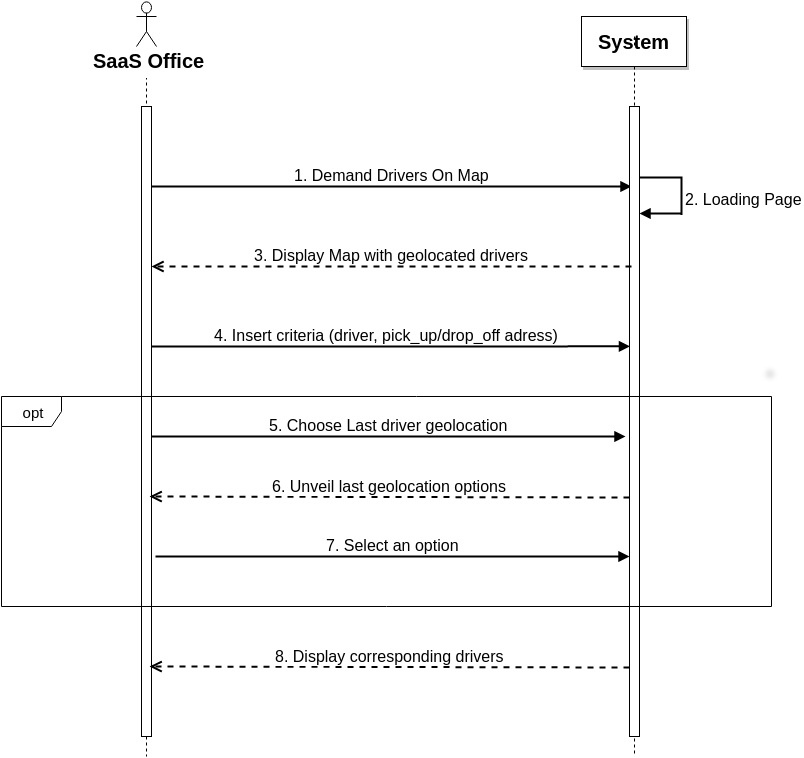 SaaS Office
System
1. Demand Drivers On Map
2. Loading Page
3. Display Map with geolocated drivers
4. Insert criteria (driver, pick_up/drop_off adress)
opt
5. Choose Last driver geolocation
6. Unveil last geolocation options
7. Select an option
8. Display corresponding drivers